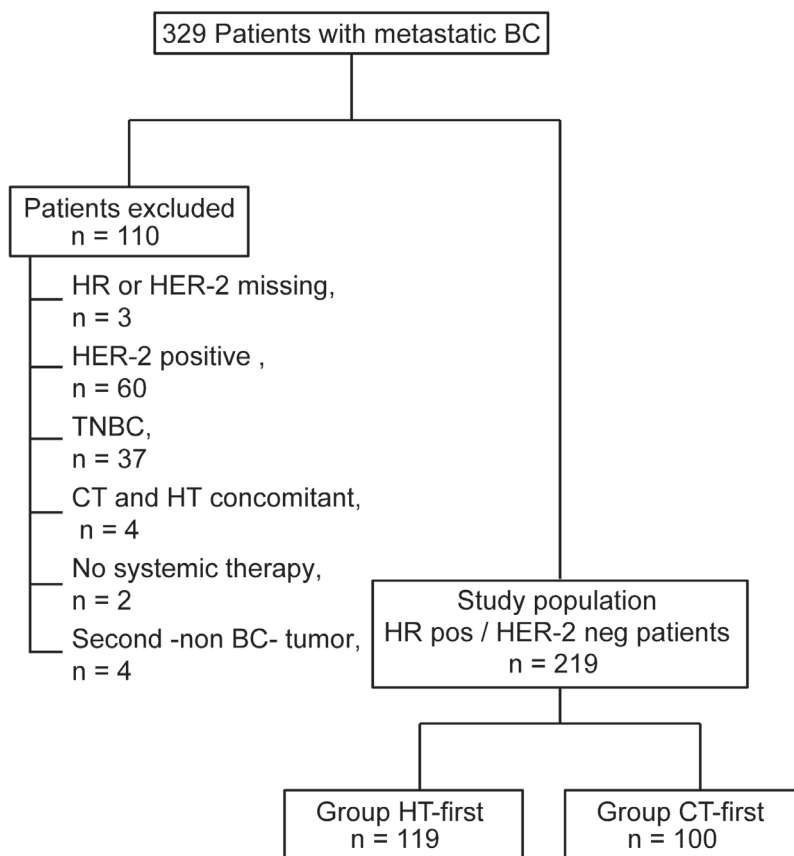 329 Patients with metastatic BC
Patients excluded
n = 110
HR or HER-2 missing,
n = 3
HER-2 positive ,
n = 60
TNBC,
n = 37
CT and HT concomitant,
n = 4
No systemic therapy,
n = 2
Second -non BC- tumor,
n = 4
Study population
HR pos / HER-2 neg patients
n = 219
Group HT-first
n = 119
Group CT-first
n = 100